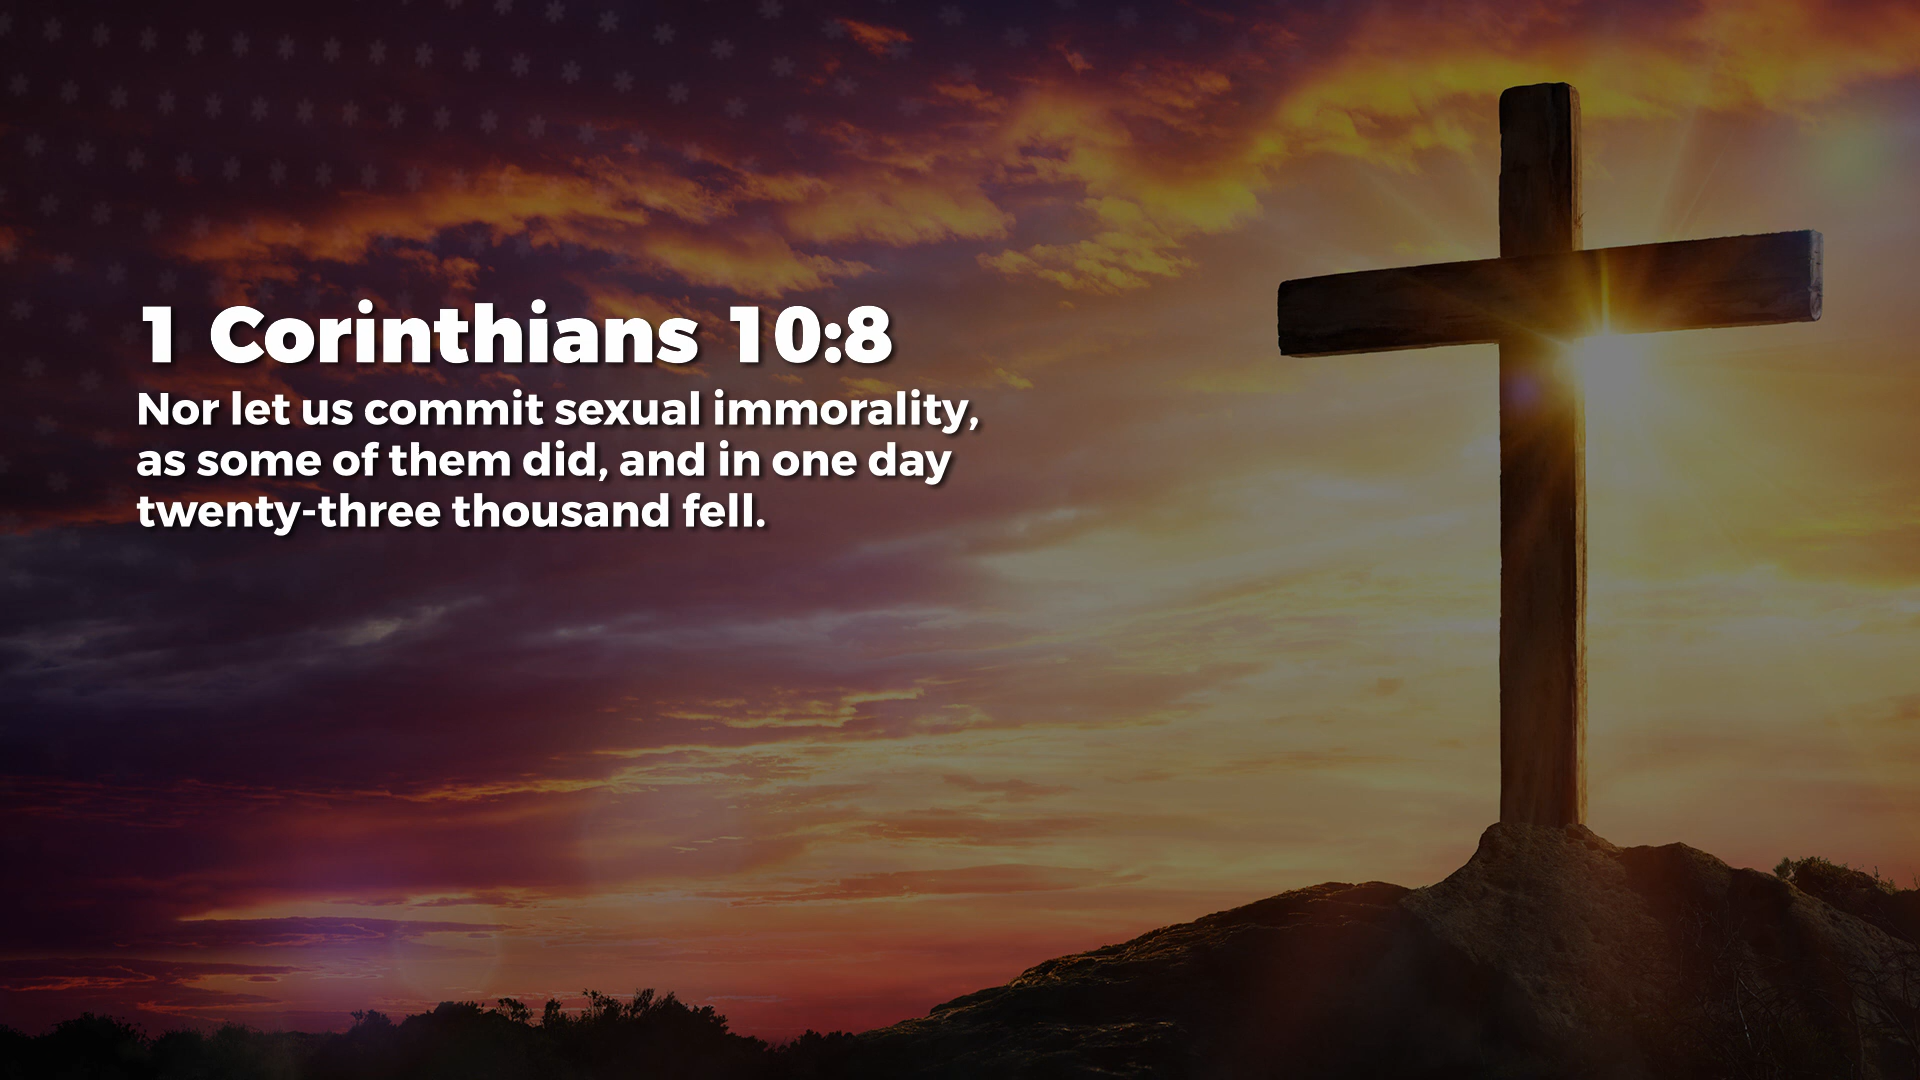 1 Corinthians 10:8
Nor let us commit sexual immorality,
as some of them did, and in one day
twenty-three thousand fell.